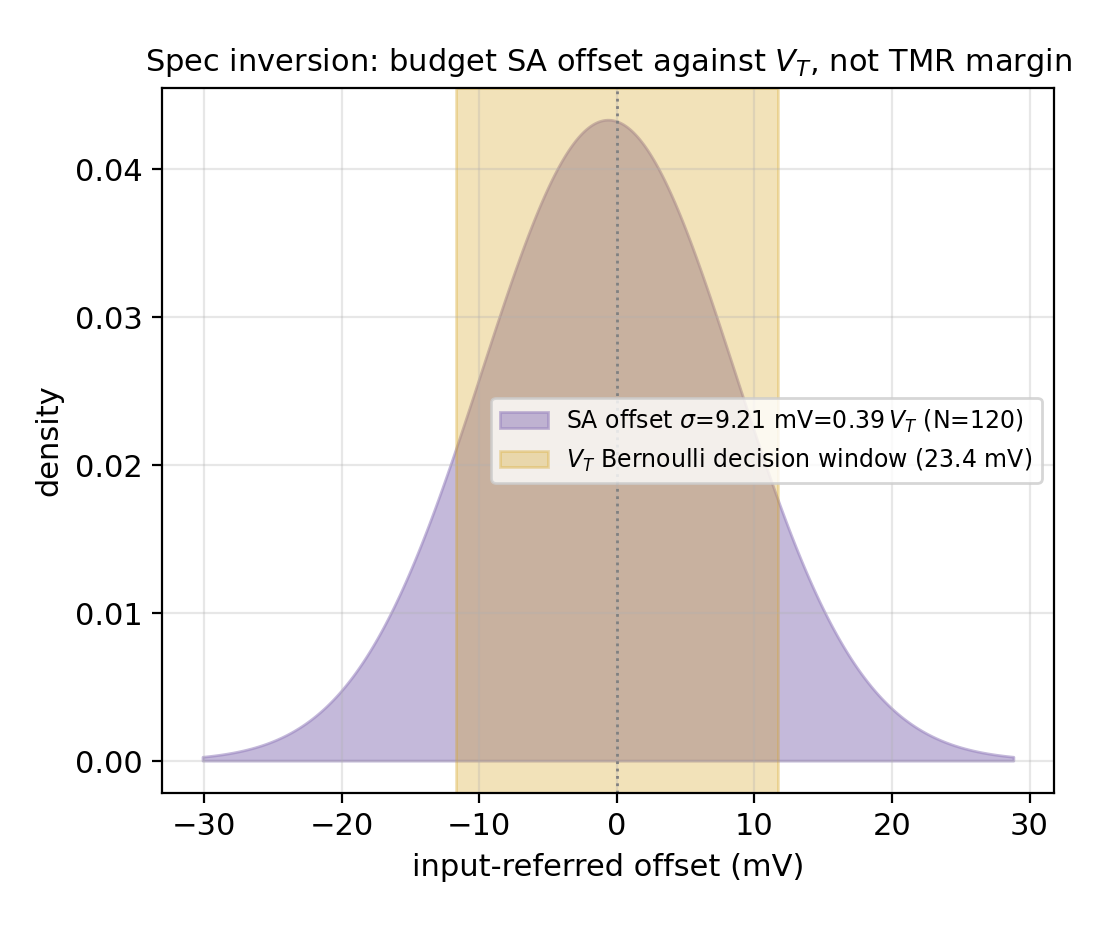 Spec inversion: budget SA offset against V_T, not TMR margin
0.04
0.03
0.02
0.01
0.00
density
SA offset σ=9.21 mV=0.39 V_T (N=120)
V_T Bernoulli decision window (23.4 mV)
−30 −20 −10 0 10 20 30
input-referred offset (mV)